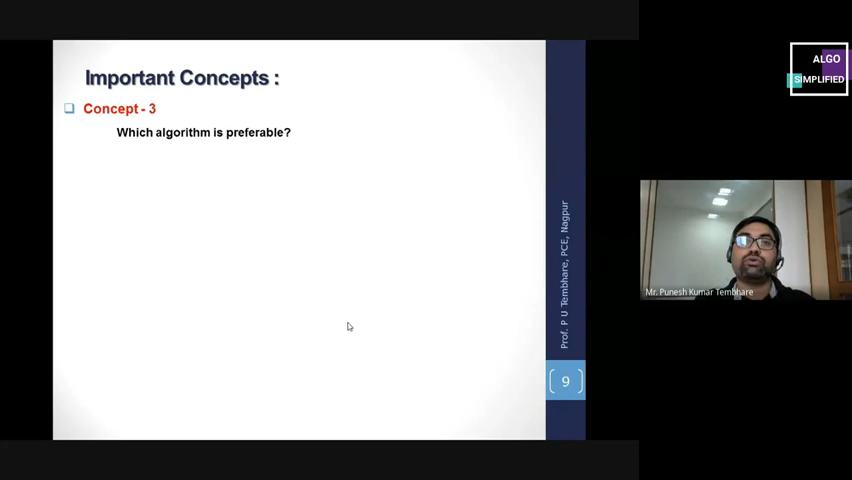 Important Concepts :
Concept - 3
Which algorithm is preferable?
Prof. P U Tembhare, PCE, Nagpur
9
ALGO
SIMPLIFIED
Mr. Punesh Kumar Tembhare